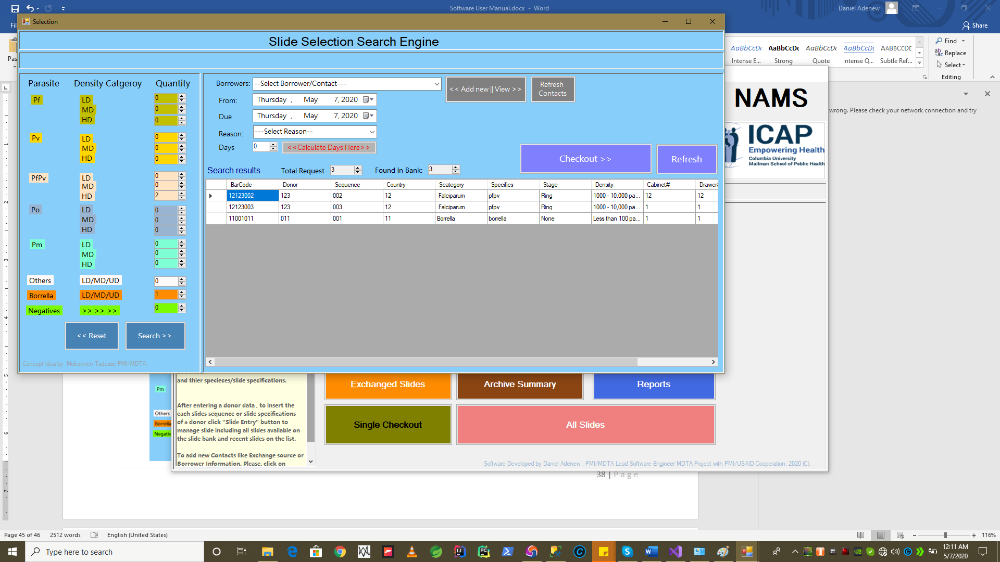 Software User Manual.docx - Word
Daniel Adenew
Selection
Share
Slide Selection Search Engine
Find
Replace
Select
Editing
AaBbCcDc AaBbCcDc AaBbCcDc AaBbCcDc AABBCCDE
Intense E... Strong Quote Intense Q... Subtle Ref...
Parasite Density Catgeroy Quantity
Pf LD 0
MD 0
HD 0
Pv LD 0
MD 0
HD 0
PfPv LD 0
MD 0
HD 2
Po LD 0
MD 0
HD 0
Pm LD 0
MD 0
HD 0
Others LD/MD/UD 0
Borrella LD/MD/UD 1
Negatives >> >> >> 0
<< Reset Search >>
Concept Idea by Mekonnen Tadesse PMI/MDTA.
Borrowers: --Select Borrower/Contact---
<< Add new || View >>
Refresh Contacts
From: Thursday , May 7, 2020
Due Thursday , May 7, 2020
Reason: ---Select Reason--
Days 0 <<Calculate Days Here>>
Checkout >> Refresh
Search results Total Request 3 Found in Bank: 3
BarCode Donor Sequence Country Scategory Specifics Stage Density Cabinet# Drawer
12123002 123 002 12 Falciparum pfpv Ring 1000 - 10,000 pa... 12 12
12123003 123 003 12 Falciparum pfpv Ring 1000 - 10,000 pa... 1 1
11001011 011 001 11 Borrella borrella None Less than 100 pa... 1 1
NAMS
wrong. Please check your network connection and try
ICAP
Empowering Health
Columbia University
Mailman School of Public Health
Pm
Others
Borrella
Negativ
and thier specieces/slide specifications.
After entering a donor data , to insert the
each slides sequence or slide specifications
of a donor click "Slide Entry" button to
manage slide including all slides available on
the slide bank and recent slides on the list.
To add new Contacts like Exchange source or
Borrower Information. Please, click on
Exchanged Slides Archive Summary Reports
Single Checkout All Slides
Software Developed by Daniel Adenew , PMI/MDTA Lead Software Engineer MDTA Project with PMI/USAID Cooperation, 2020 (C).
38 | Page
Page 45 of 46 2512 words English (United States) 116%
Type here to search
12:11 AM
5/7/2020